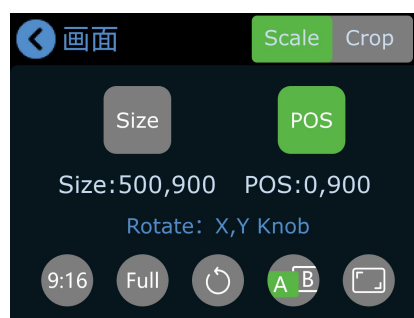 画面 Scale Crop
Size POS
Size:500,900 POS:0,900
Rotate: X,Y Knob
9:16 Full A B